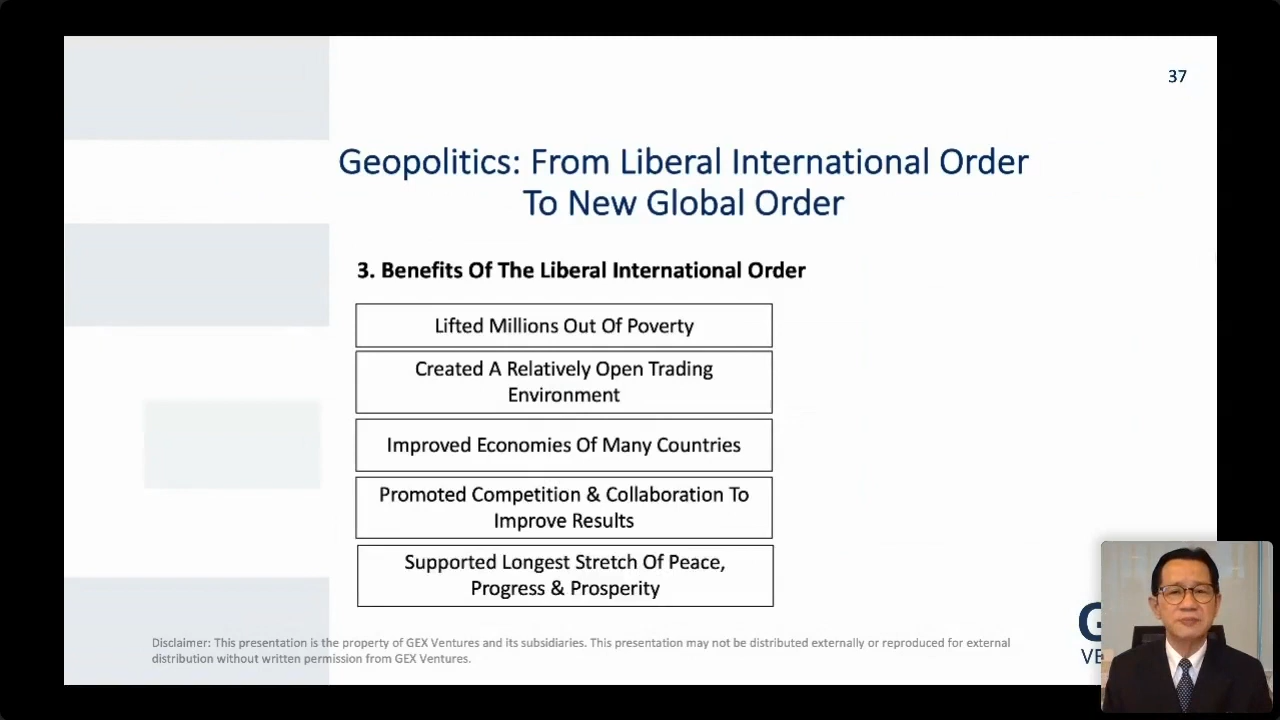 37
Geopolitics: From Liberal International Order
To New Global Order
3. Benefits Of The Liberal International Order
Lifted Millions Out Of Poverty
Created A Relatively Open Trading
Environment
Improved Economies Of Many Countries
Promoted Competition & Collaboration To
Improve Results
Supported Longest Stretch Of Peace,
Progress & Prosperity
Disclaimer: This presentation is the property of GEX Ventures and its subsidiaries. This presentation may not be distributed externally or reproduced for external
distribution without written permission from GEX Ventures.